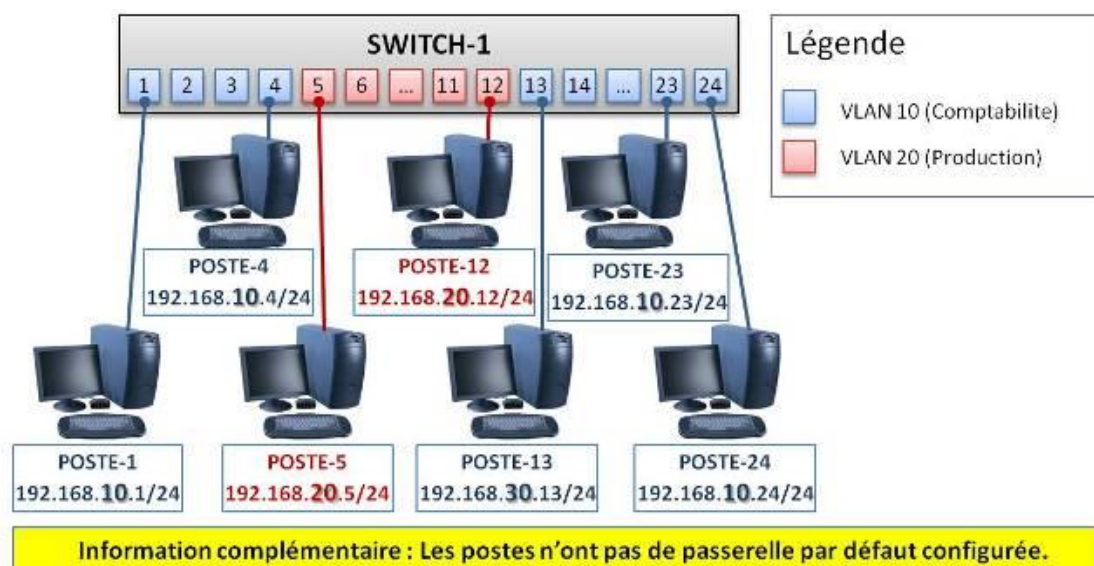 SWITCH-1
1 2 3 4 5 6 ... 11 12 13 14 ... 23 24
Légende
VLAN 10 (Comptabilite)
VLAN 20 (Production)
POSTE-4
192.168.10.4/24
POSTE-12
192.168.20.12/24
POSTE-23
192.168.10.23/24
POSTE-1
192.168.10.1/24
POSTE-5
192.168.20.5/24
POSTE-13
192.168.30.13/24
POSTE-24
192.168.10.24/24
Information complémentaire : Les postes n’ont pas de passerelle par défaut configurée.